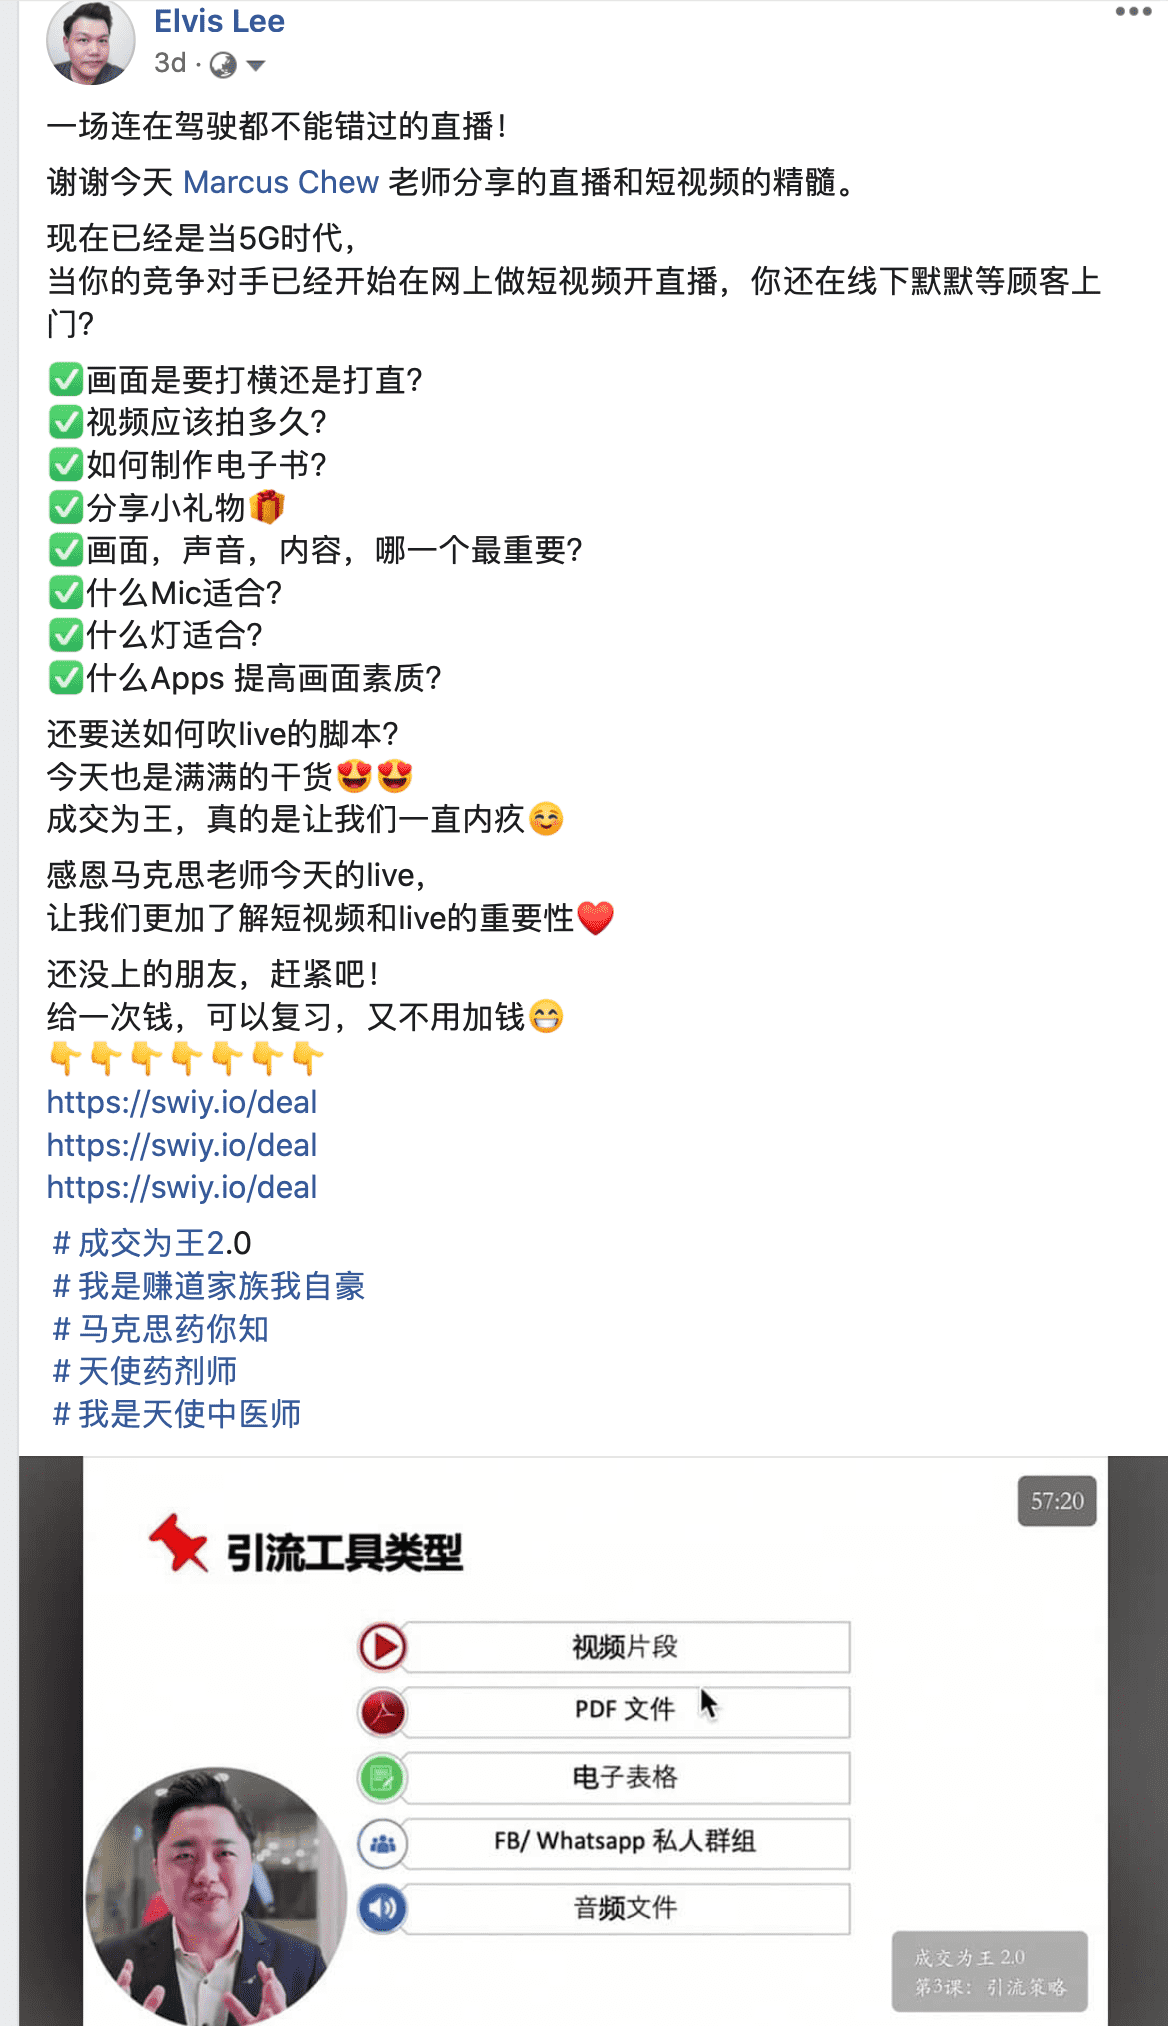 Elvis Lee
3d ·
一场连在驾驶都不能错过的直播！
谢谢今天 Marcus Chew 老师分享的直播和短视频的精髓。
现在已经是当5G时代，
当你的竞争对手已经开始在网上做短视频开直播，你还在线下默默等顾客上
门?
✅画面是要打横还是打直?
✅视频应该拍多久?
✅如何制作电子书?
✅分享小礼物🎁
✅画面，声音，内容，哪一个最重要?
✅什么Mic适合?
✅什么灯适合?
✅什么Apps 提高画面素质?
还要送如何吹live的脚本?
今天也是满满的干货😍😍
成交为王，真的是让我们一直内疚☺️
感恩马克思老师今天的live，
让我们更加了解短视频和live的重要性❤️
还没上的朋友，赶紧吧！
给一次钱，可以复习，又不用加钱😁
👇👇👇👇👇👇👇
https://swiy.io/deal
https://swiy.io/deal
https://swiy.io/deal
＃成交为王2.0
＃我是赚道家族我自豪
＃马克思药你知
＃天使药剂师
＃我是天使中医师
57:20
引流工具类型
视频片段
PDF 文件
电子表格
FB/ Whatsapp 私人群组
音频文件
成交为王 2.0
第3课：引流策略